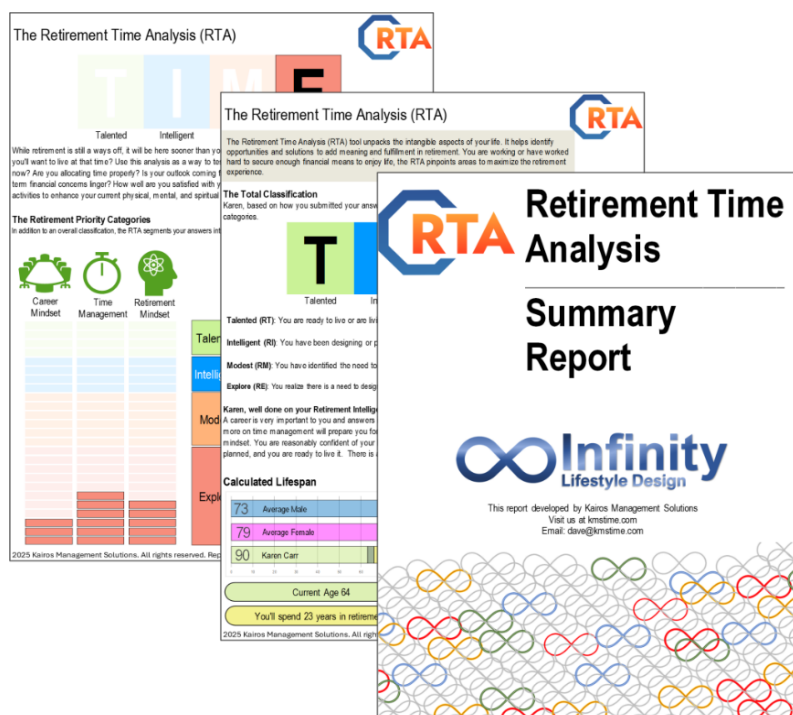 The Retirement Time Analysis (RTA)
RTA
T I M E
Talented Intelligent
While retirement is still a ways off, it will be here sooner than
you'll want to live at that time? Use this analysis as a way to
now? Are you allocating time properly? Is your outlook coming
term financial concerns linger? How well are you satisfied with
activities to enhance your current physical, mental, and spiritual
The Retirement Priority Categories
In addition to an overall classification, the RTA segments your answers
Career Mindset
Time Management
Retirement Mindset
2025 Kairos Management Solutions. All rights reserved.
The Retirement Time Analysis (RTA)
RTA
The Retirement Time Analysis (RTA) tool unpacks the intangible aspects of your life. It helps identify
opportunities and solutions to add meaning and fulfillment in retirement. You are working or have worked
hard to secure enough financial means to enjoy life, the RTA pinpoints areas to maximize the retirement
experience.
The Total Classification
Karen, based on how you submitted your
categories.
T
Talented
Talented (RT): You are ready to live or are
Intelligent (RI): You have been designing or
Modest (RM): You have identified the need to
Explore (RE): You realize there is a need to
Karen, well done on your Retirement
A career is very important to you and answers
more on time management will prepare you
mindset. You are reasonably confident of your
planned, and you are ready to live it. There is
Calculated Lifespan
73 Average Male
79 Average Female
90 Karen Carr
0 10 20 30 40 50 60
Current Age 64
You'll spend 23 years in
2025 Kairos Management Solutions. All
RTA
Retirement Time
Analysis
Summary
Report
Infinity
Lifestyle Design
This report developed by Kairos Management Solutions
Visit us at kmstime.com
Email: dave@kmstime.com